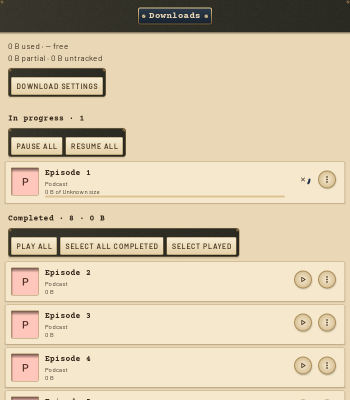 Downloads
0 B used · — free
0 B partial · 0 B untracked
DOWNLOAD SETTINGS
In progress · 1
PAUSE ALL RESUME ALL
P
Episode 1
Podcast
0 B of Unknown size
Completed · 8 · 0 B
PLAY ALL SELECT ALL COMPLETED SELECT PLAYED
P
Episode 2
Podcast
0 B
P
Episode 3
Podcast
0 B
P
Episode 4
Podcast
0 B